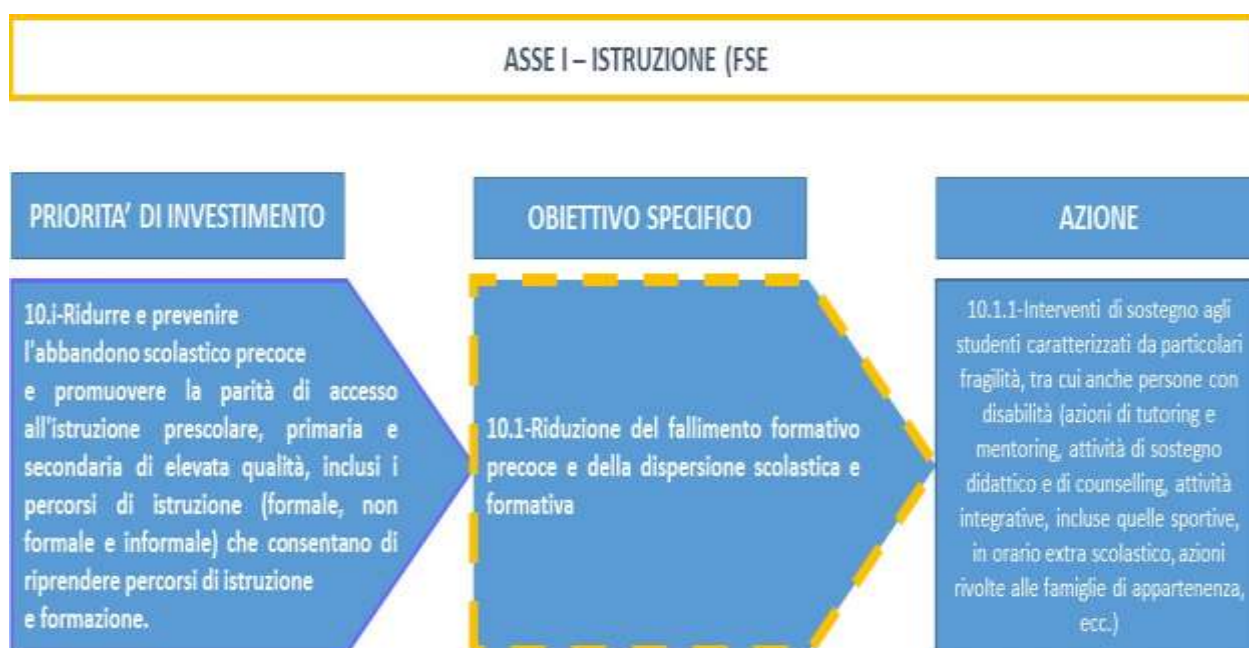 ASSE I – ISTRUZIONE (FSE
PRIORITA’ DI INVESTIMENTO
10.i-Ridurre e prevenire
l'abbandono scolastico precoce
e promuovere la parità di accesso
all'istruzione prescolare, primaria e
secondaria di elevata qualità, inclusi i
percorsi di istruzione (formale, non
formale e informale) che consentano di
riprendere percorsi di istruzione
e formazione.
OBIETTIVO SPECIFICO
10.1-Riduzione del fallimento formativo
precoce e della dispersione scolastica e
formativa
AZIONE
10.1.1-Interventi di sostegno agli
studenti caratterizzati da particolari
fragilità, tra cui anche persone con
disabilità (azioni di tutoring e
mentoring, attività di sostegno
didattico e di counselling, attività
integrative, incluse quelle sportive,
in orario extra scolastico, azioni
rivolte alle famiglie di appartenenza,
ecc.)